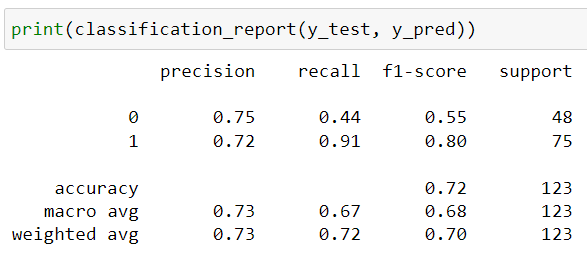 print(classification_report(y_test, y_pred))
precision recall f1-score support
0 0.75 0.44 0.55 48
1 0.72 0.91 0.80 75
accuracy 0.72 123
macro avg 0.73 0.67 0.68 123
weighted avg 0.73 0.72 0.70 123